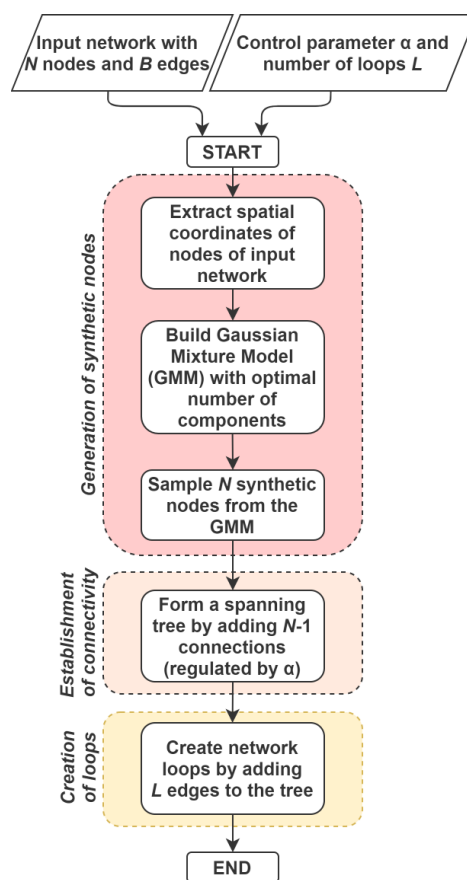 Input network with
N nodes and B edges
Control parameter α and
number of loops L
START
Generation of synthetic nodes
Extract spatial
coordinates of
nodes of input
network
Build Gaussian
Mixture Model
(GMM) with optimal
number of
components
Sample N synthetic
nodes from the
GMM
Establishment
of connectivity
Form a spanning
tree by adding N-1
connections
(regulated by α)
Creation
of loops
Create network
loops by adding
L edges to the tree
END